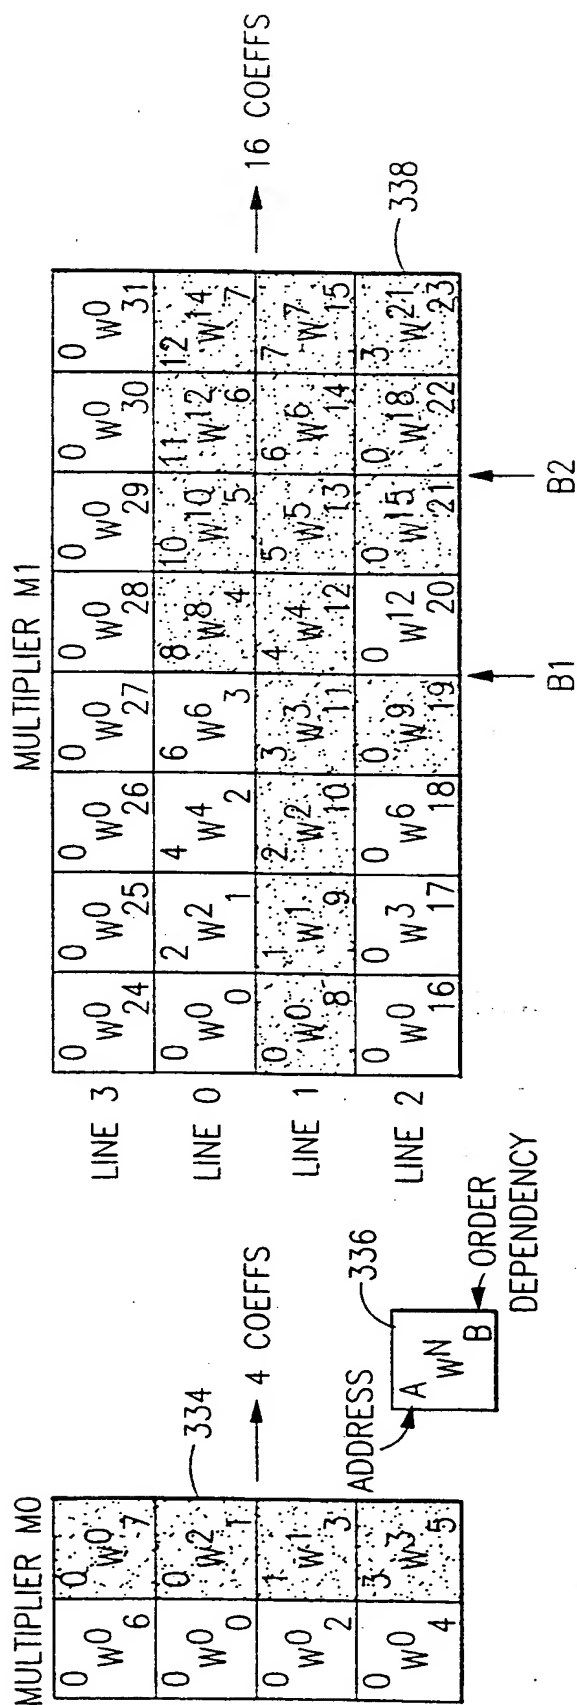 MULTIPLIER M0
0 W0 6 0 W0 7
0 W0 0 0 W2 1
0 W0 2 1 W1 3
0 W0 4 3 W3 5
334
4 COEFFS
ADDRESS
336
A WN B
ORDER
DEPENDENCY
MULTIPLIER M1
LINE 3 0 W0 24 0 W0 25 0 W0 26 0 W0 27 0 W0 28 0 W0 29 0 W0 30 0 W0 31
LINE 0 0 W0 0 2 W2 1 4 W4 2 6 W6 3 8 W8 4 10 W10 5 11 W12 6 12 W14 7
LINE 1 0 W0 8 1 W1 9 2 W2 10 3 W3 11 4 W4 12 5 W5 13 6 W6 14 7 W7 15
LINE 2 0 W0 16 0 W3 17 0 W6 18 0 W9 19 0 W12 20 0 W15 21 0 W18 22 3 W21 23
16 COEFFS
338
B1
B2